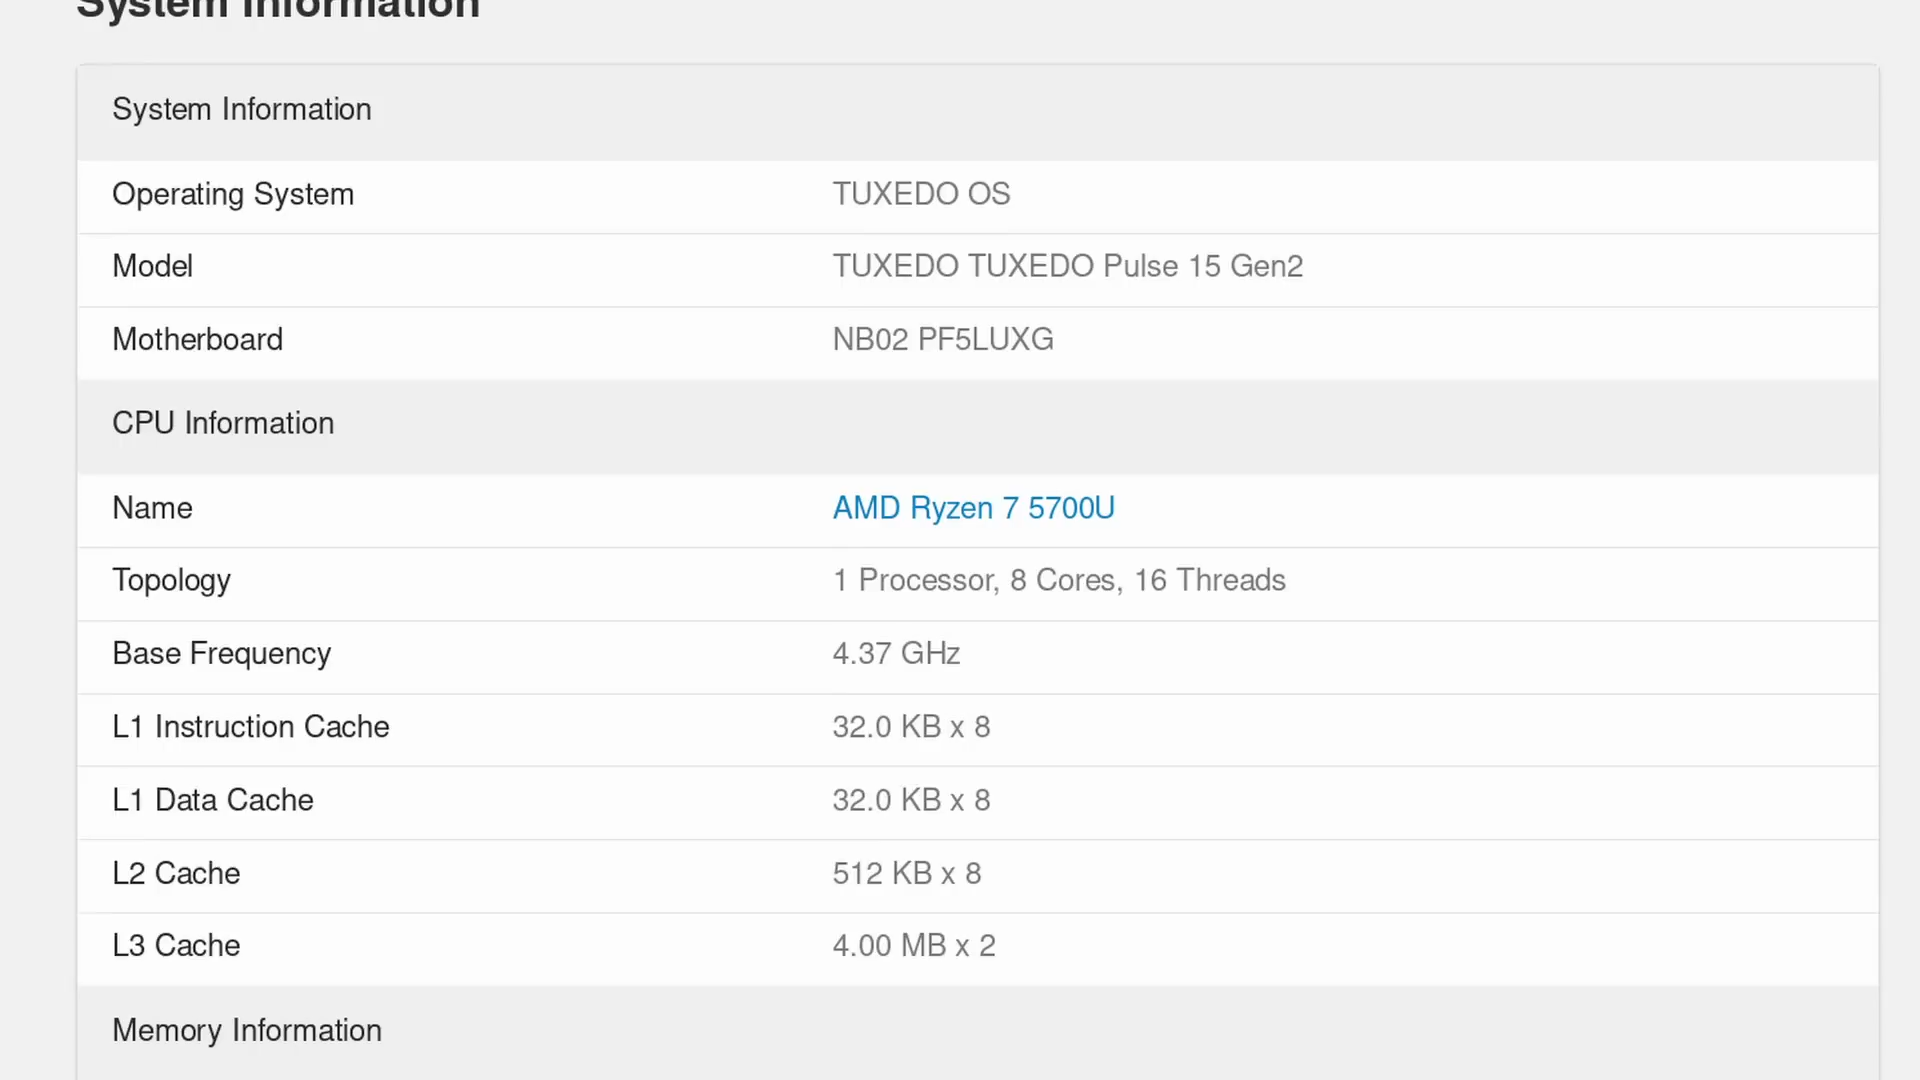 System Information
System Information
Operating System TUXEDO OS
Model TUXEDO TUXEDO Pulse 15 Gen2
Motherboard NB02 PF5LUXG
CPU Information
Name AMD Ryzen 7 5700U
Topology 1 Processor, 8 Cores, 16 Threads
Base Frequency 4.37 GHz
L1 Instruction Cache 32.0 KB x 8
L1 Data Cache 32.0 KB x 8
L2 Cache 512 KB x 8
L3 Cache 4.00 MB x 2
Memory Information